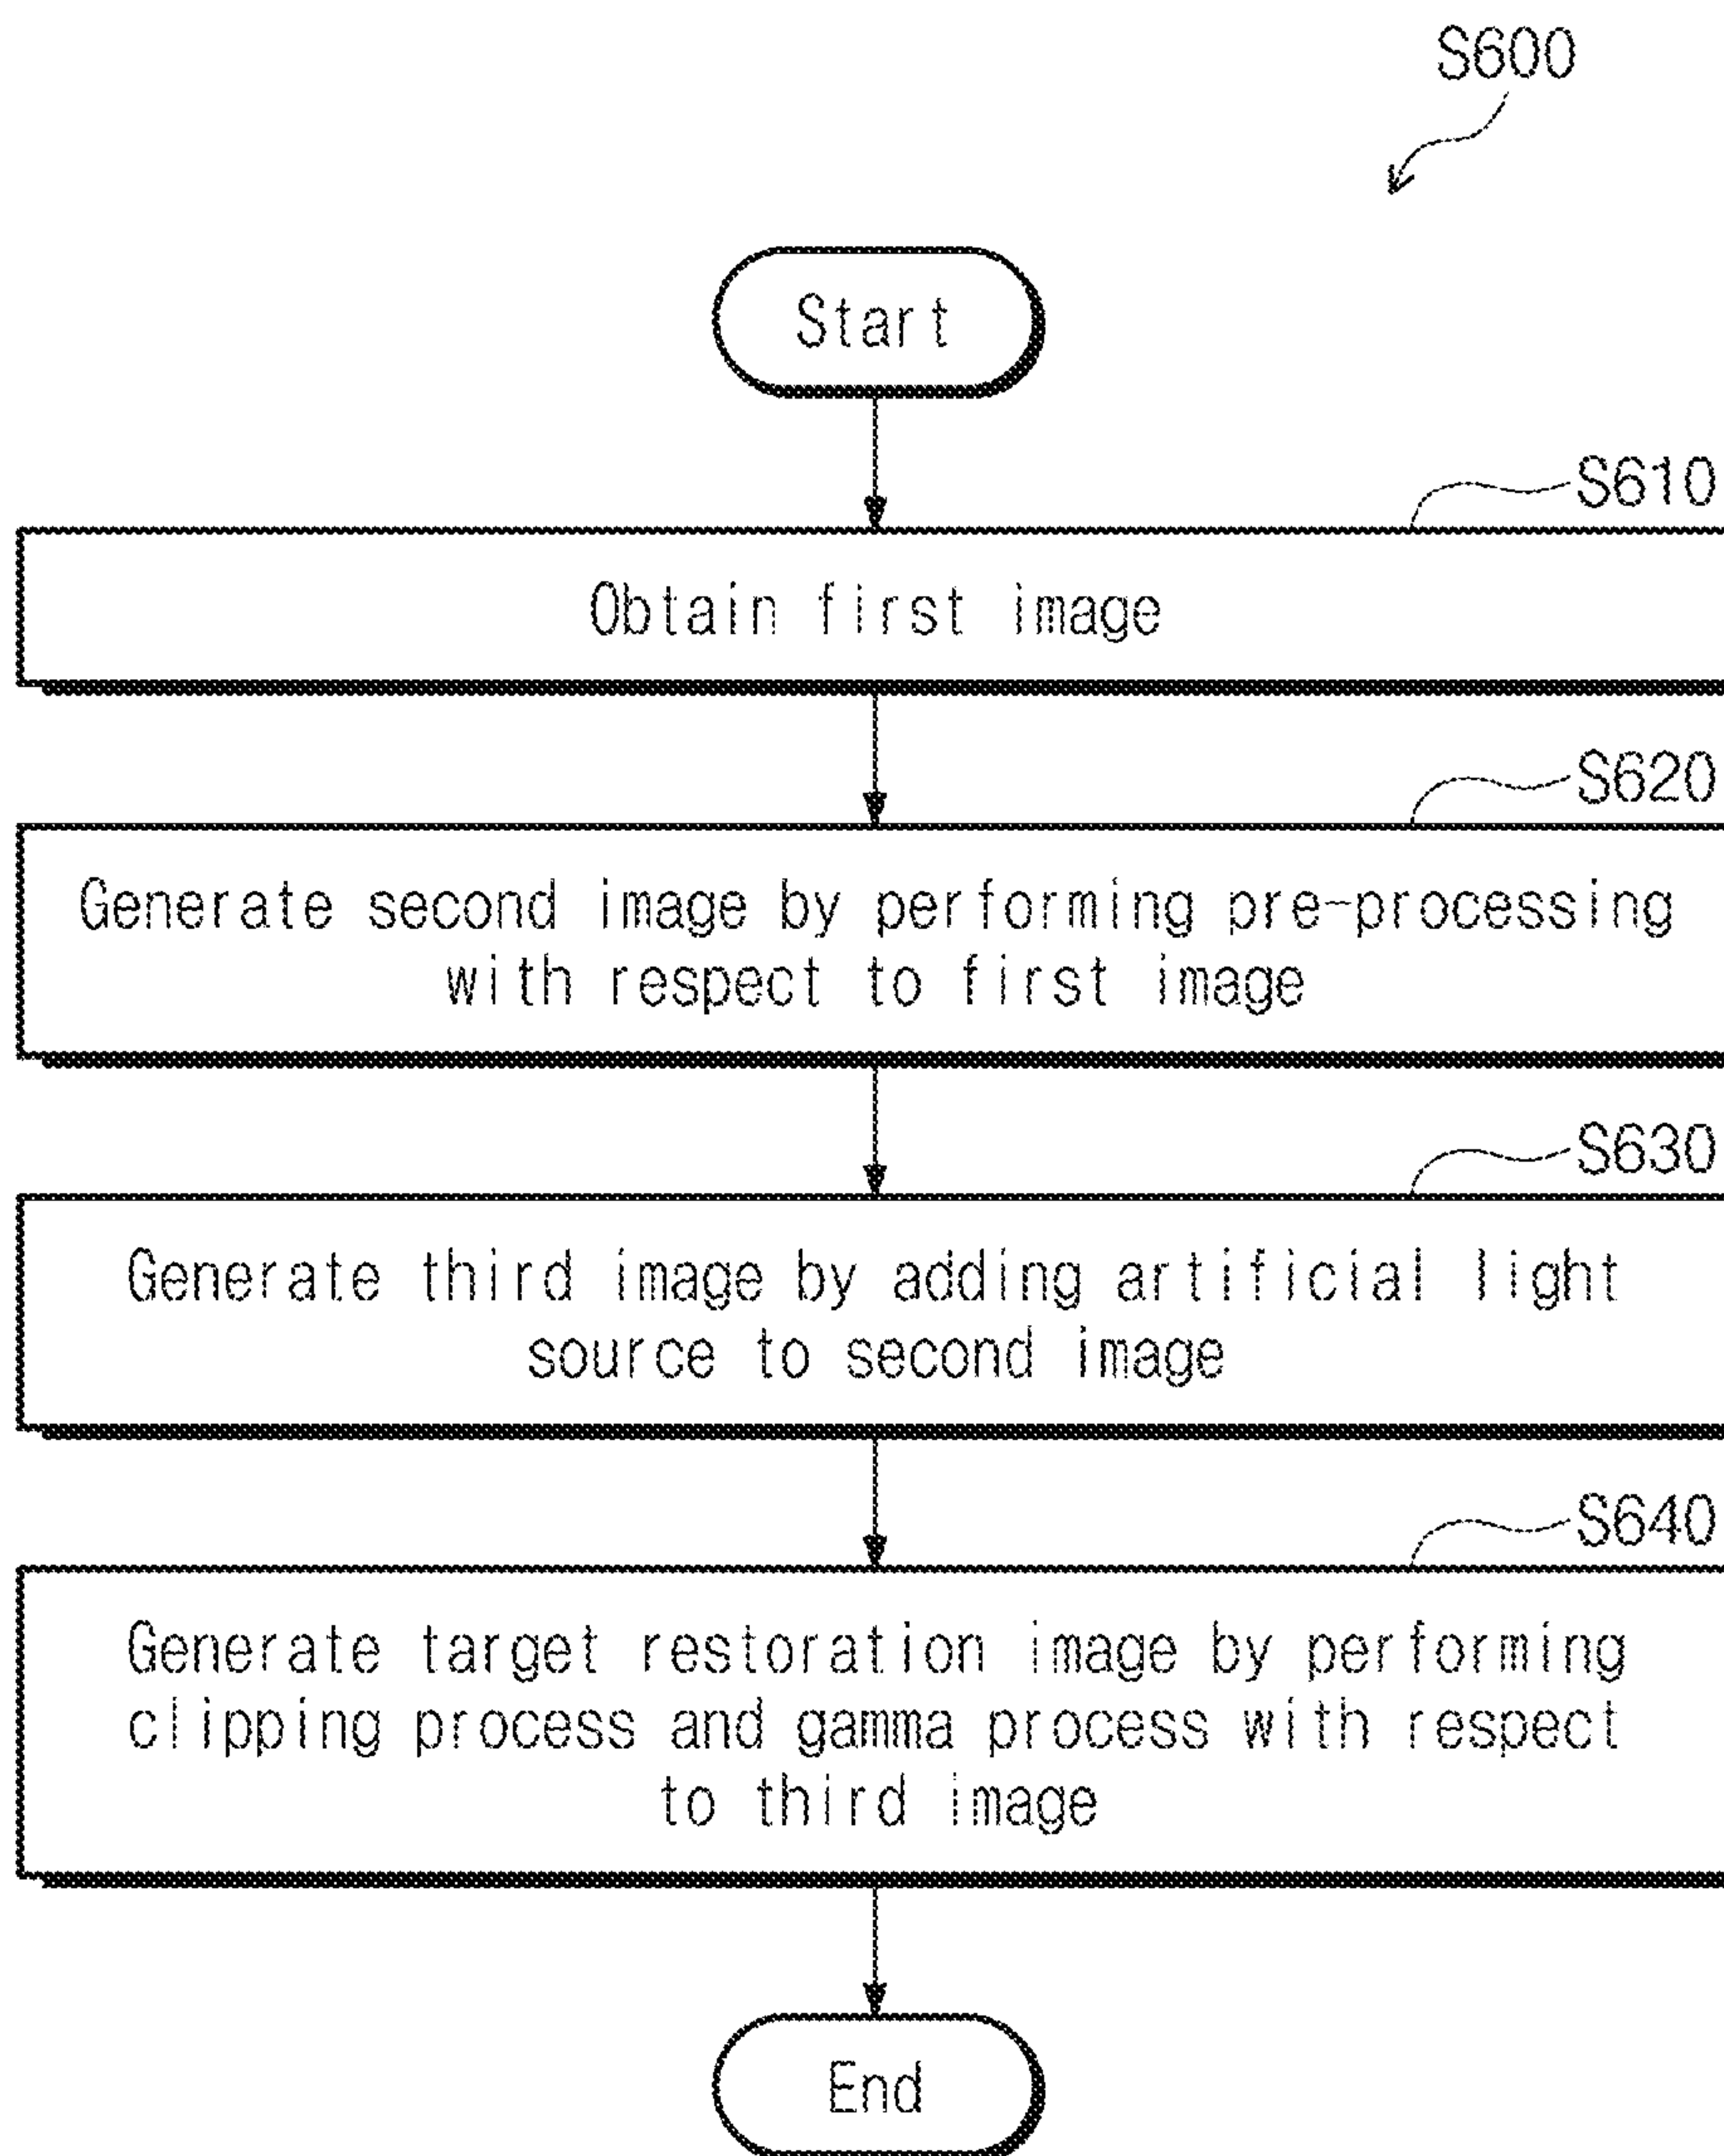 S600
Start
S610
Obtain first image
S620
Generate second image by performing pre-processing
with respect to first image
S630
Generate third image by adding artificial light
source to second image
S640
Generate target restoration image by performing
clipping process and gamma process with respect
to third image
End